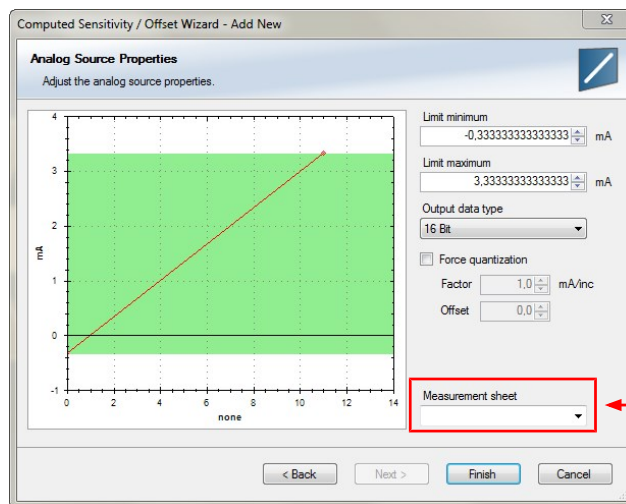 Computed Sensitivity / Offset Wizard - Add New
Analog Source Properties
Adjust the analog source properties.
4
3
2
1
0
-1
mA
0 2 4 6 8 10 12 14
none
Limit minimum
-0,333333333333333 mA
Limit maximum
3,33333333333333 mA
Output data type
16 Bit
Force quantization
Factor 1,0 mA/inc
Offset 0,0
Measurement sheet
< Back Next > Finish Cancel